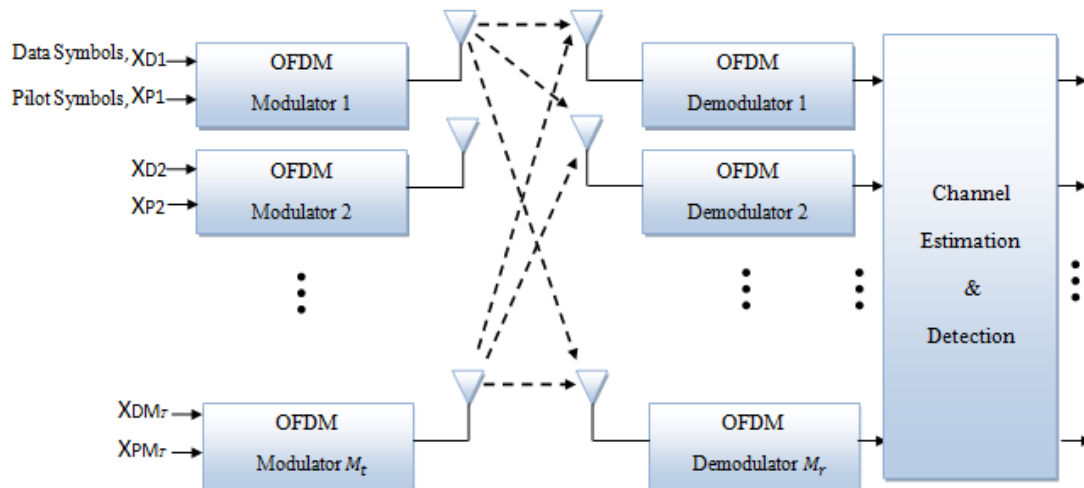 Data Symbols, XD1
Pilot Symbols, XP1
OFDM
Modulator 1
OFDM
Demodulator 1
XD2
XP2
OFDM
Modulator 2
OFDM
Demodulator 2
Channel
Estimation
&
Detection
XDMT
XPMT
OFDM
Modulator Mt
OFDM
Demodulator Mr